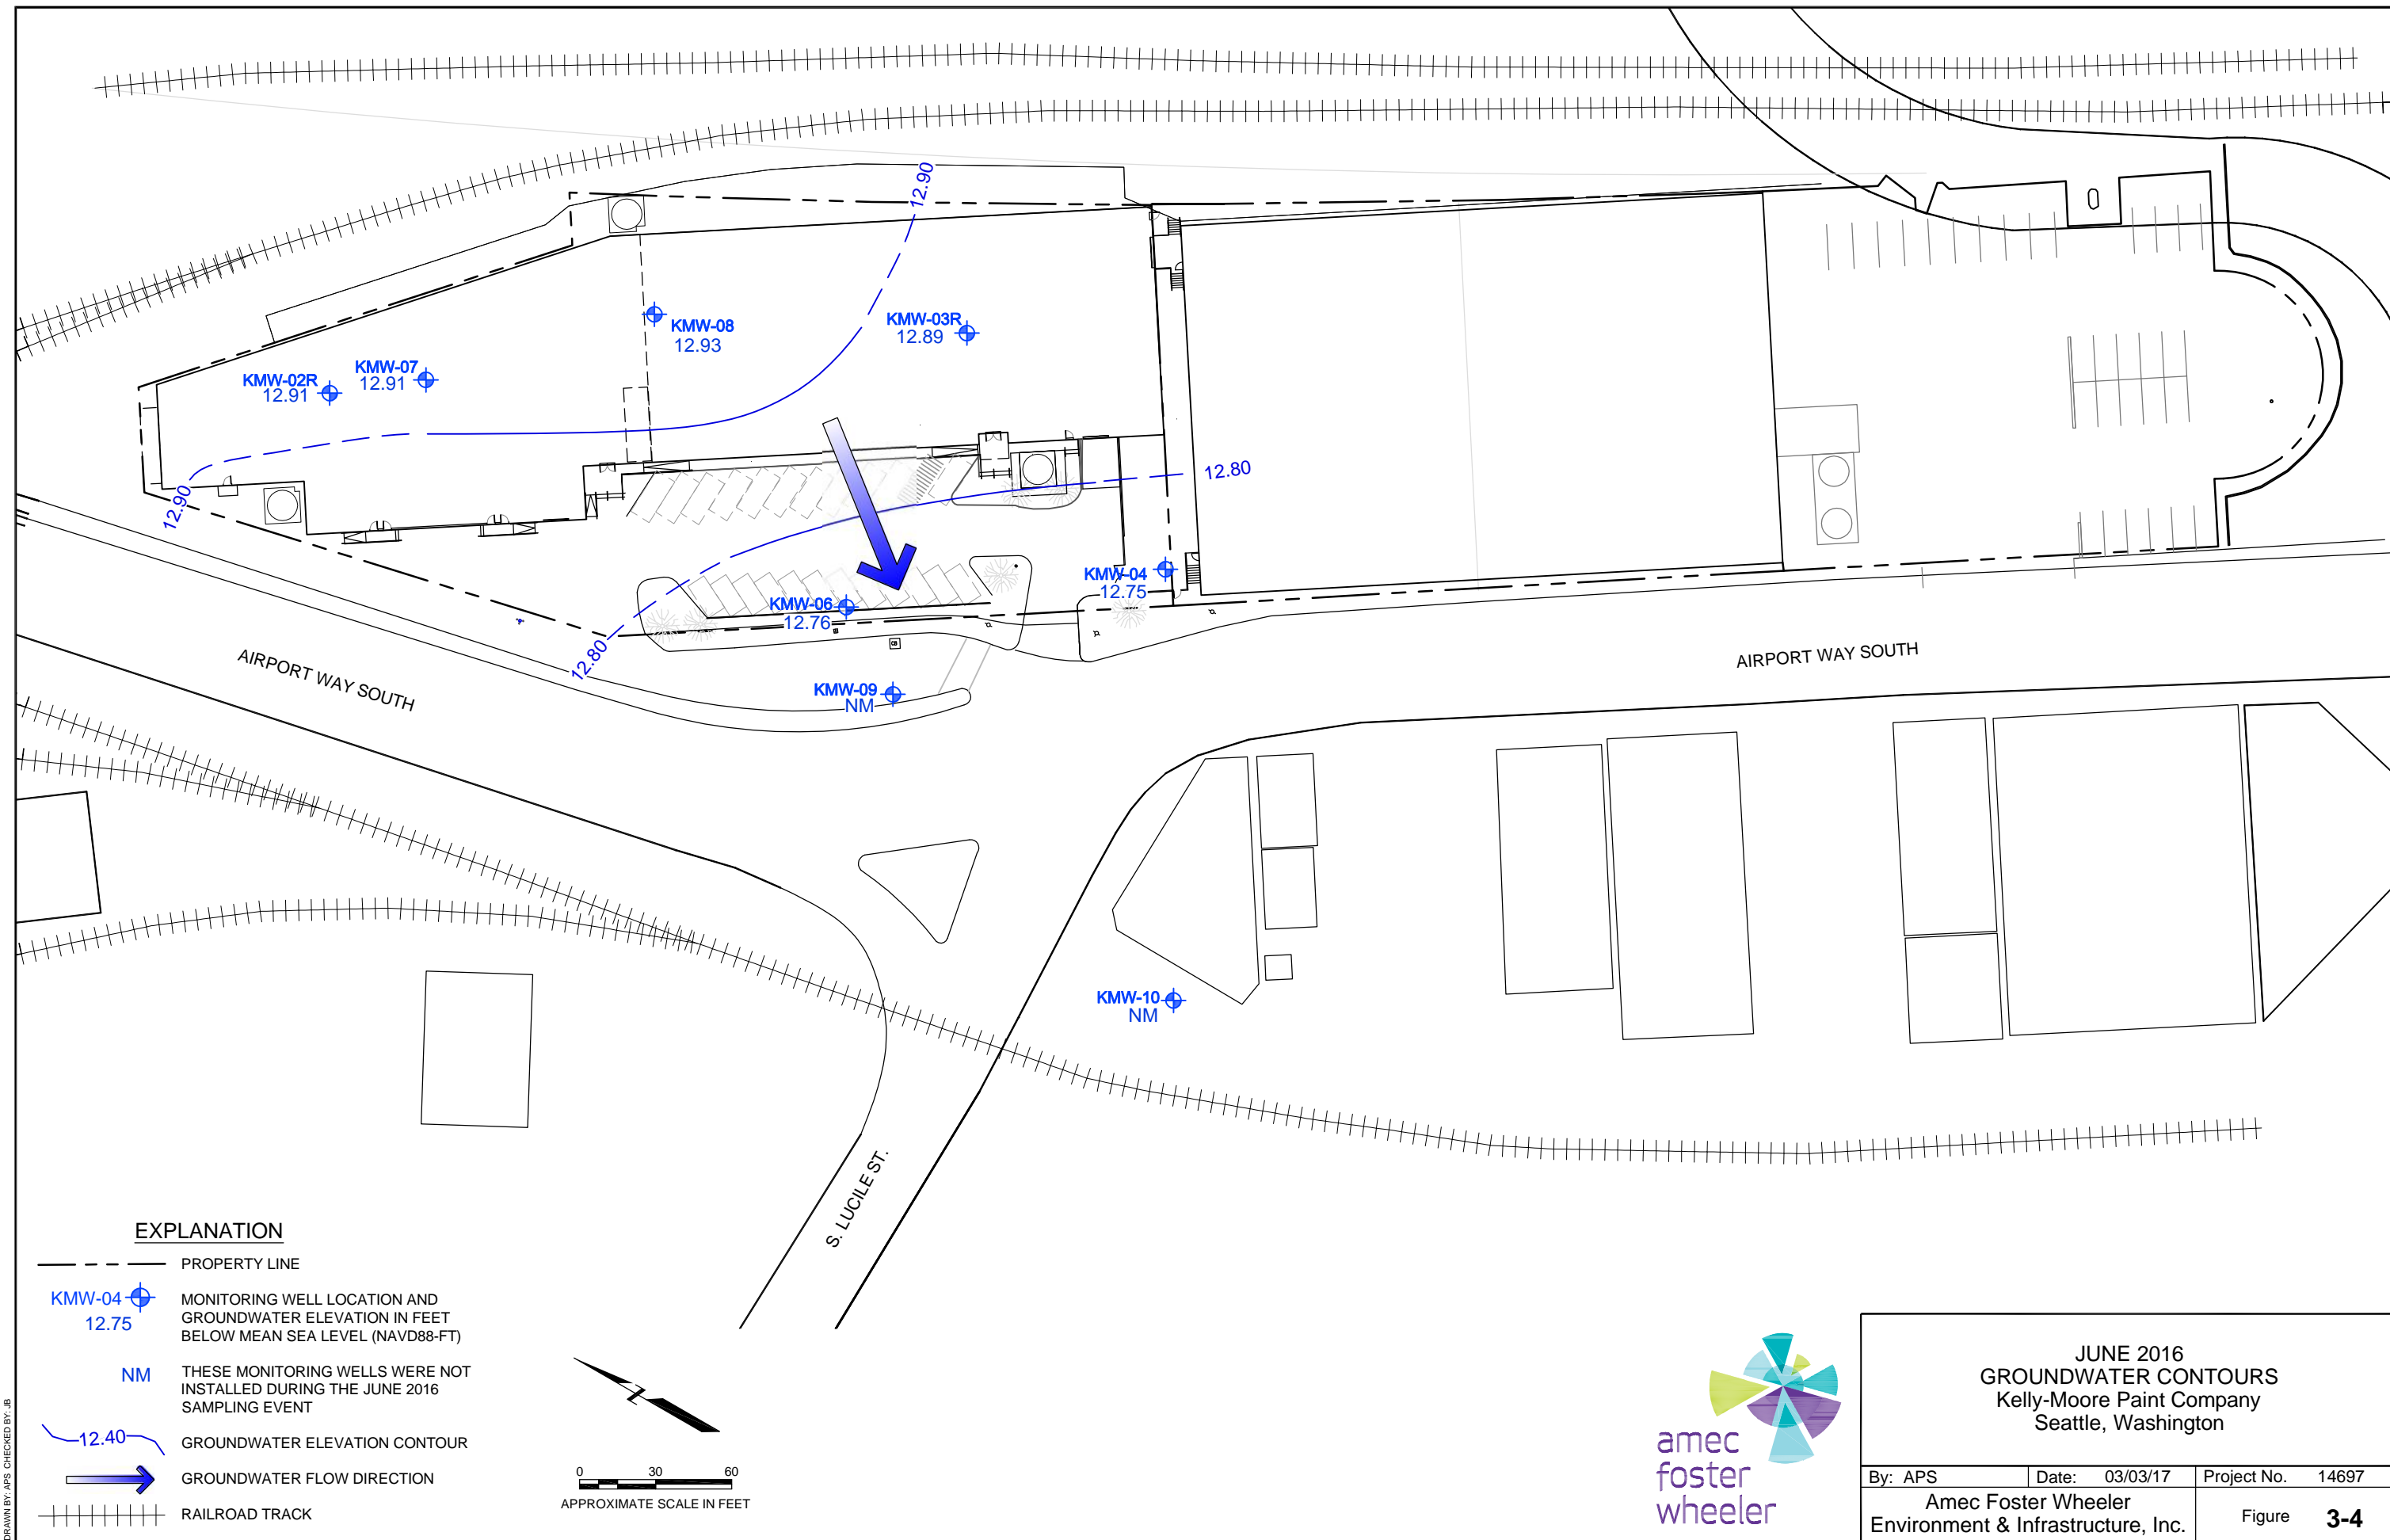 12.90
KMW-08
12.93
KMW-03R
12.89
KMW-07
12.91
KMW-02R
12.91
12.90
12.80
KMW-04
12.75
KMW-06
12.76
12.80
KMW-09
NM
AIRPORT WAY SOUTH
AIRPORT WAY SOUTH
KMW-10
NM
S. LUCILE ST.
EXPLANATION
PROPERTY LINE
KMW-04
12.75
MONITORING WELL LOCATION AND
GROUNDWATER ELEVATION IN FEET
BELOW MEAN SEA LEVEL (NAVD88-FT)
NM
THESE MONITORING WELLS WERE NOT
INSTALLED DURING THE JUNE 2016
SAMPLING EVENT
12.40
GROUNDWATER ELEVATION CONTOUR
GROUNDWATER FLOW DIRECTION
RAILROAD TRACK
0 30 60
APPROXIMATE SCALE IN FEET
amec
foster
wheeler
JUNE 2016
GROUNDWATER CONTOURS
Kelly-Moore Paint Company
Seattle, Washington
By: APS Date: 03/03/17 Project No. 14697
Amec Foster Wheeler
Environment & Infrastructure, Inc.
Figure 3-4
DRAWN BY: APS CHECKED BY: JB